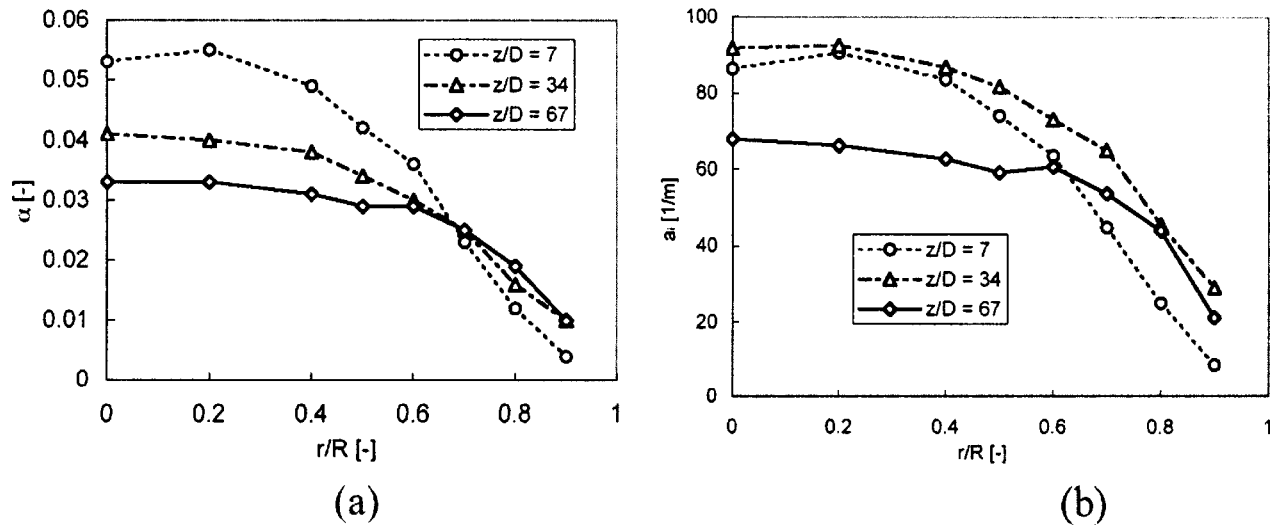 0.06
0.05
0.04
0.03
0.02
0.01
0
α [-]
z/D = 7
z/D = 34
z/D = 67
0 0.2 0.4 0.6 0.8 1
r/R [-]
(a)
100
80
60
40
20
0
aᵢ [1/m]
z/D = 7
z/D = 34
z/D = 67
0 0.2 0.4 0.6 0.8 1
r/R [-]
(b)